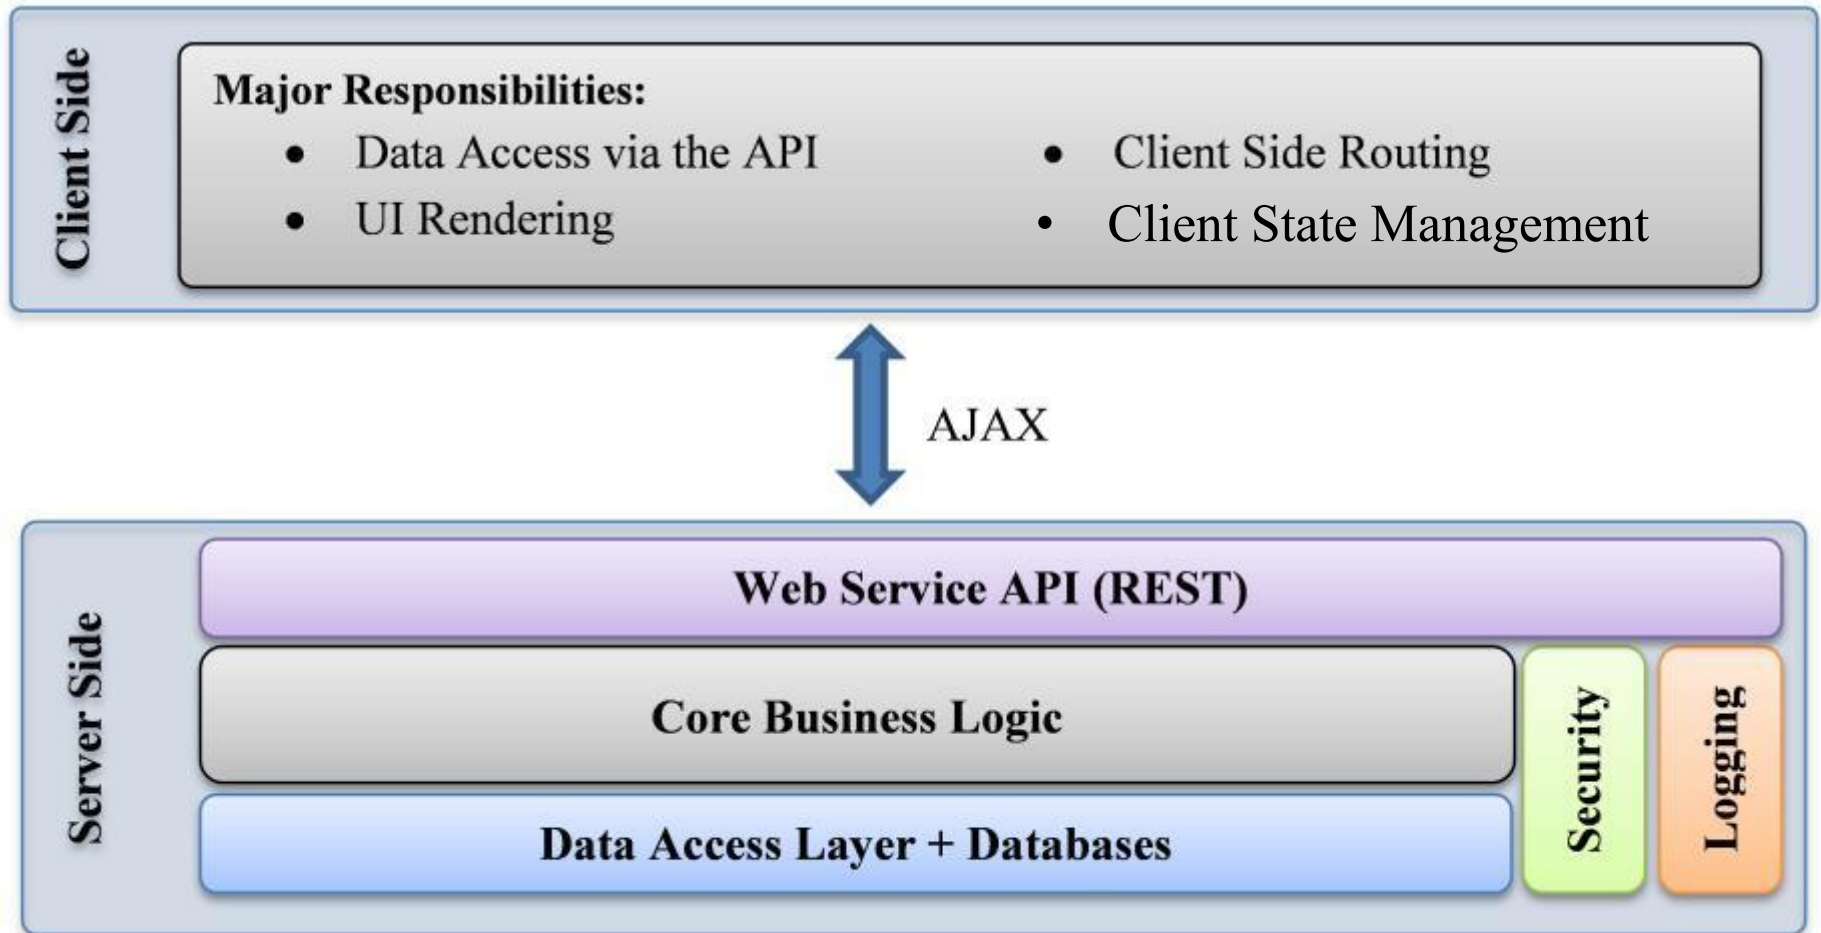 Client Side
Major Responsibilities:
• Data Access via the API
• Client Side Routing
• UI Rendering
• Client State Management
AJAX
Server Side
Web Service API (REST)
Core Business Logic
Security
Logging
Data Access Layer + Databases